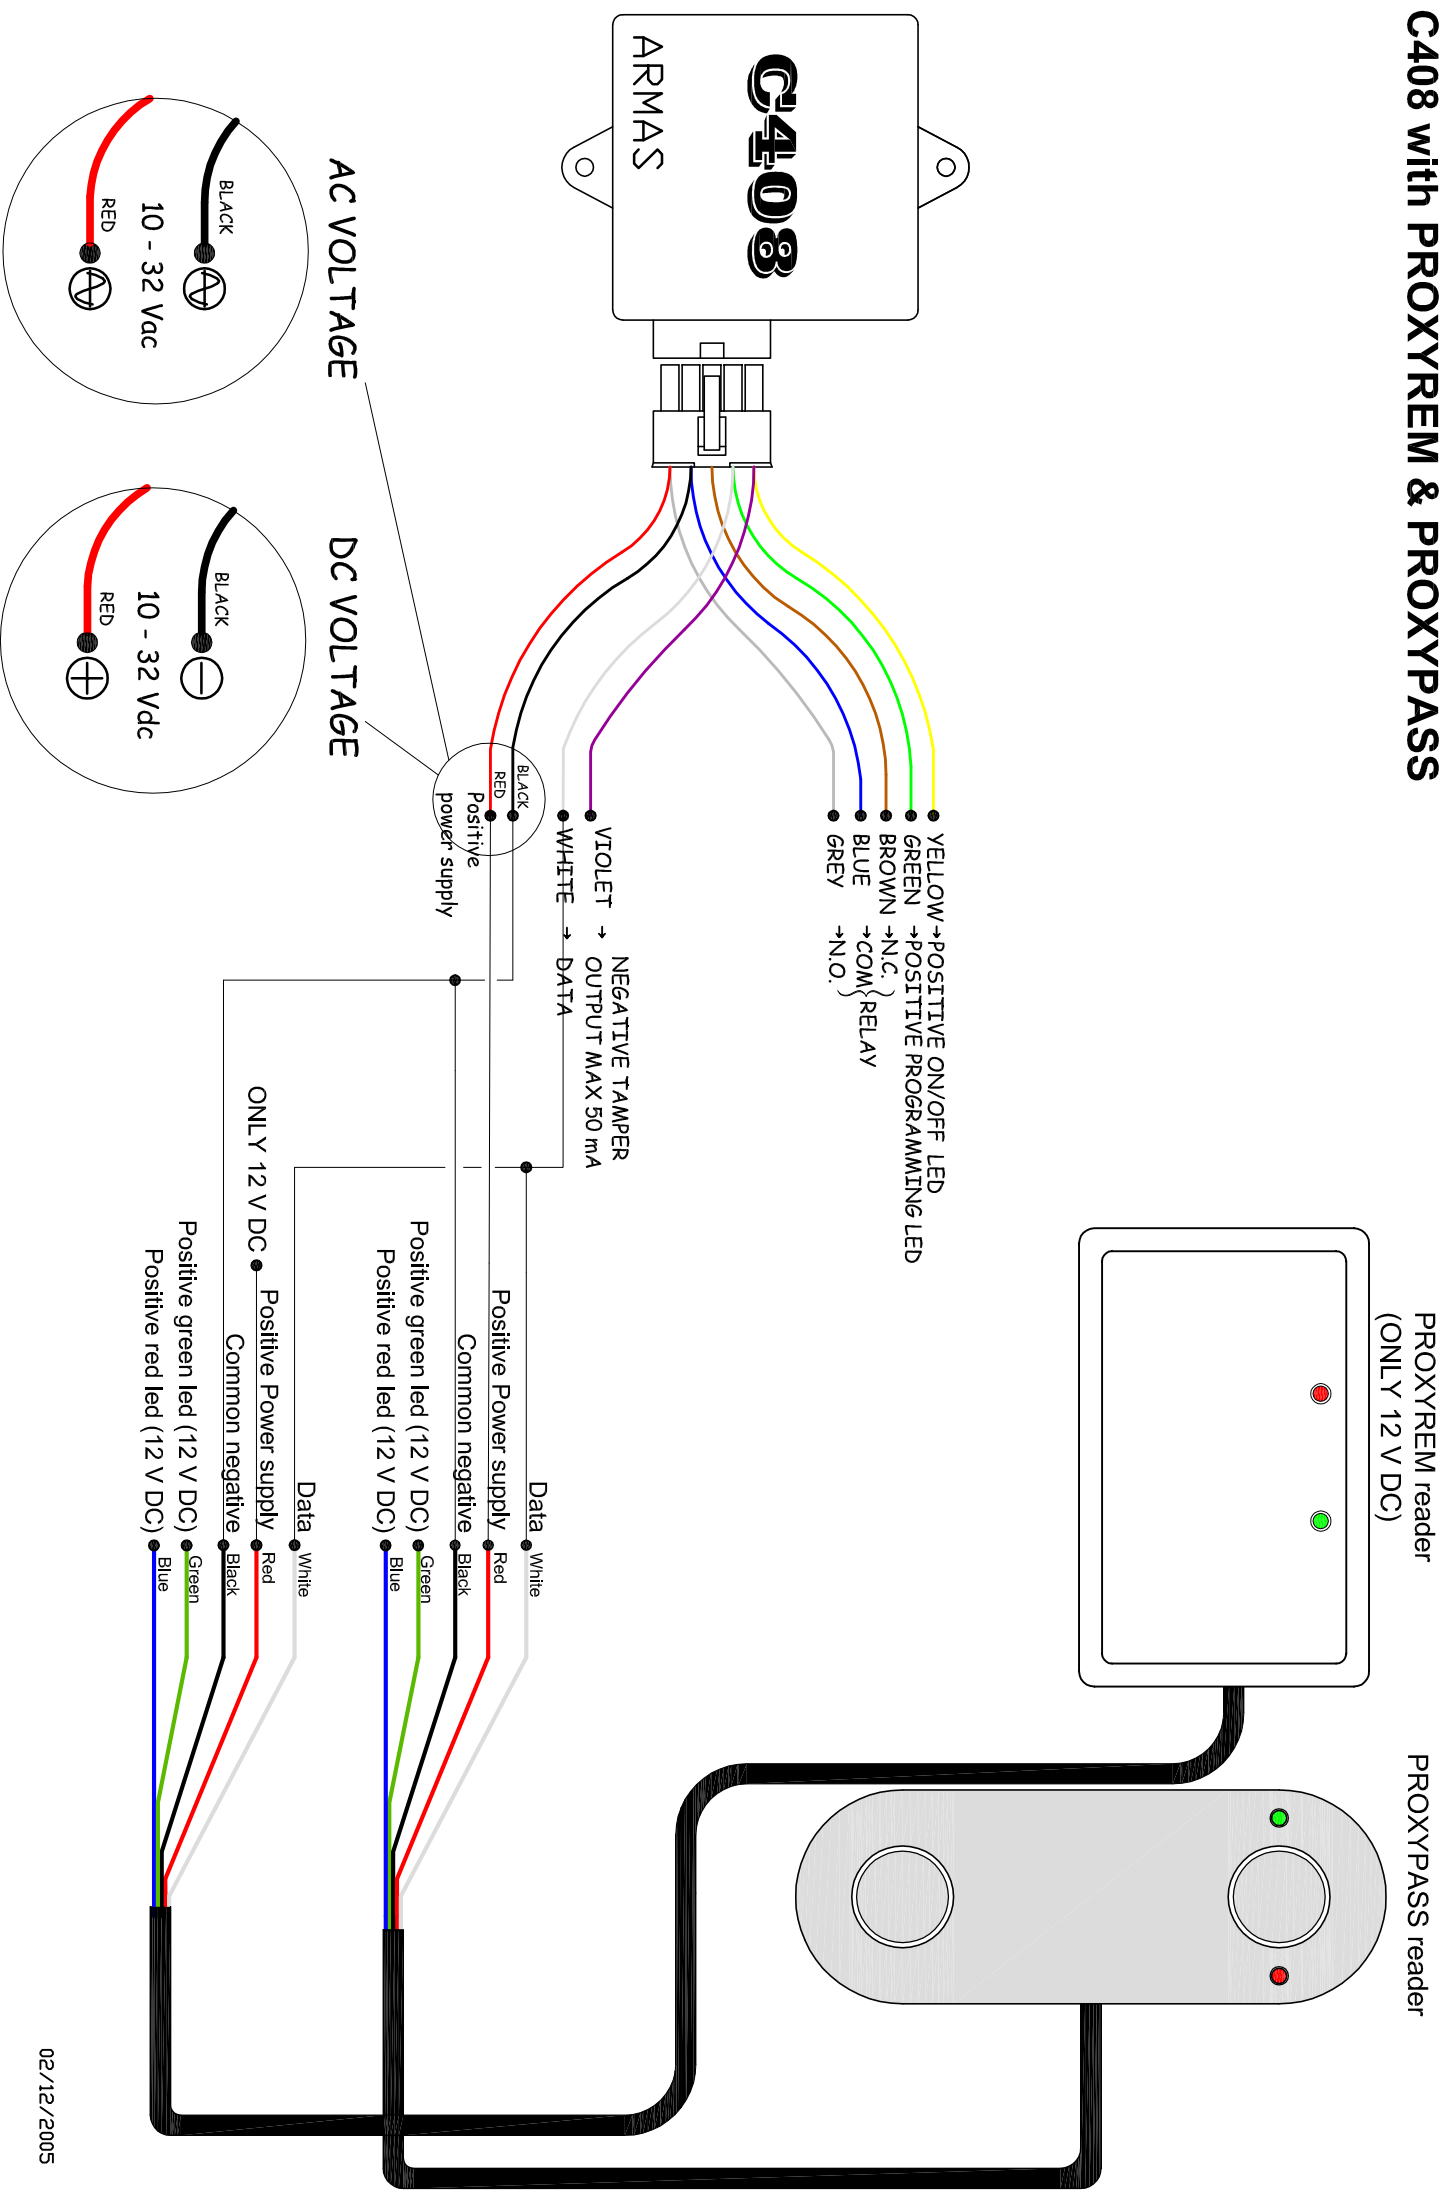 C408 with PROXYREM & PROXYPASS
C408
ARMAS
AC VOLTAGE
BLACK
10 - 32 Vac
RED
DC VOLTAGE
BLACK
10 - 32 Vdc
RED
YELLOW → POSITIVE ON/OFF LED
GREEN → POSITIVE PROGRAMMING LED
BROWN → N.C.
BLUE → COM
RELAY
GREY → N.O.
VIOLET → NEGATIVE TAMPER
OUTPUT MAX 50 mA
WHITE → DATA
BLACK
RED
Positive
power supply
PROXYREM reader
(ONLY 12 V DC)
PROXYPASS reader
Data
White
Positive Power supply
Red
Common negative
Black
Positive green led (12 V DC)
Green
Positive red led (12 V DC)
Blue
Data
White
ONLY 12 V DC
Positive Power supply
Red
Common negative
Black
Positive green led (12 V DC)
Green
Positive red led (12 V DC)
Blue
02/12/2005